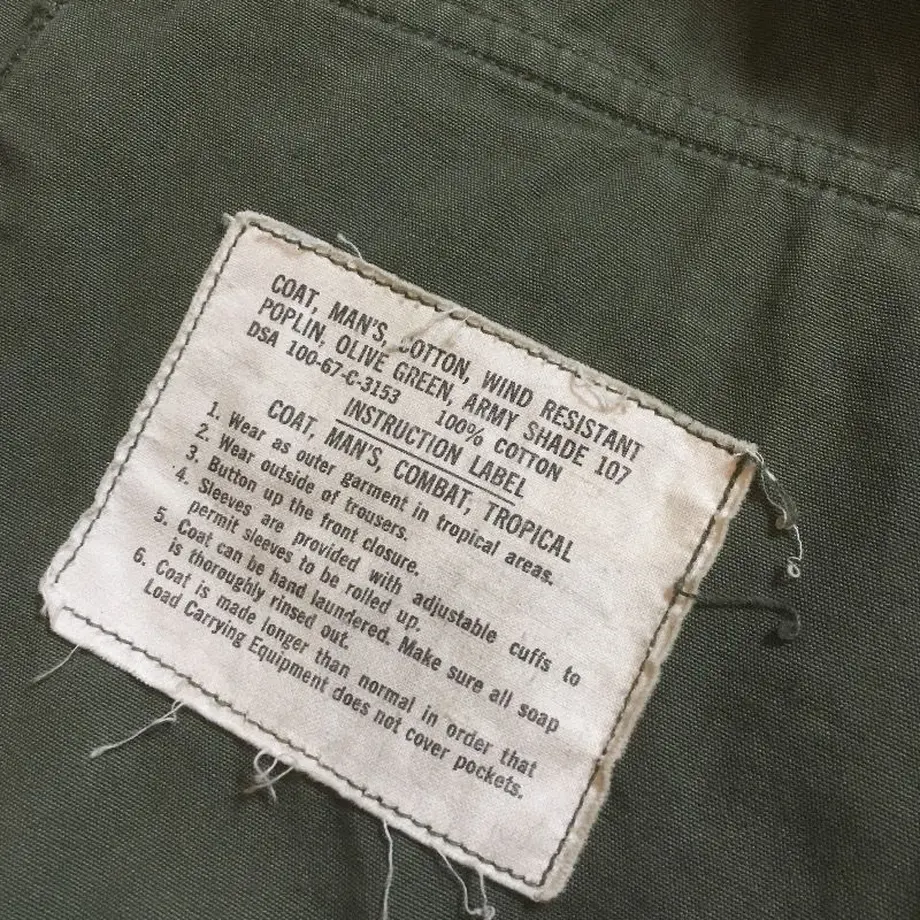 COAT, MAN'S, COTTON, WIND RESISTANT
POPLIN, OLIVE GREEN, ARMY SHADE 107
DSA 100-67-C-3153 100% COTTON
INSTRUCTION LABEL
COAT, MAN'S, COMBAT, TROPICAL
1. Wear as outer garment in tropical areas.
2. Wear outside of trousers.
3. Button up the front closure.
4. Sleeves are provided with adjustable cuffs to
permit sleeves to be rolled up.
5. Coat can be hand laundered. Make sure all soap
is thoroughly rinsed out.
6. Coat is made longer than normal in order that
Load Carrying Equipment does not cover pockets.